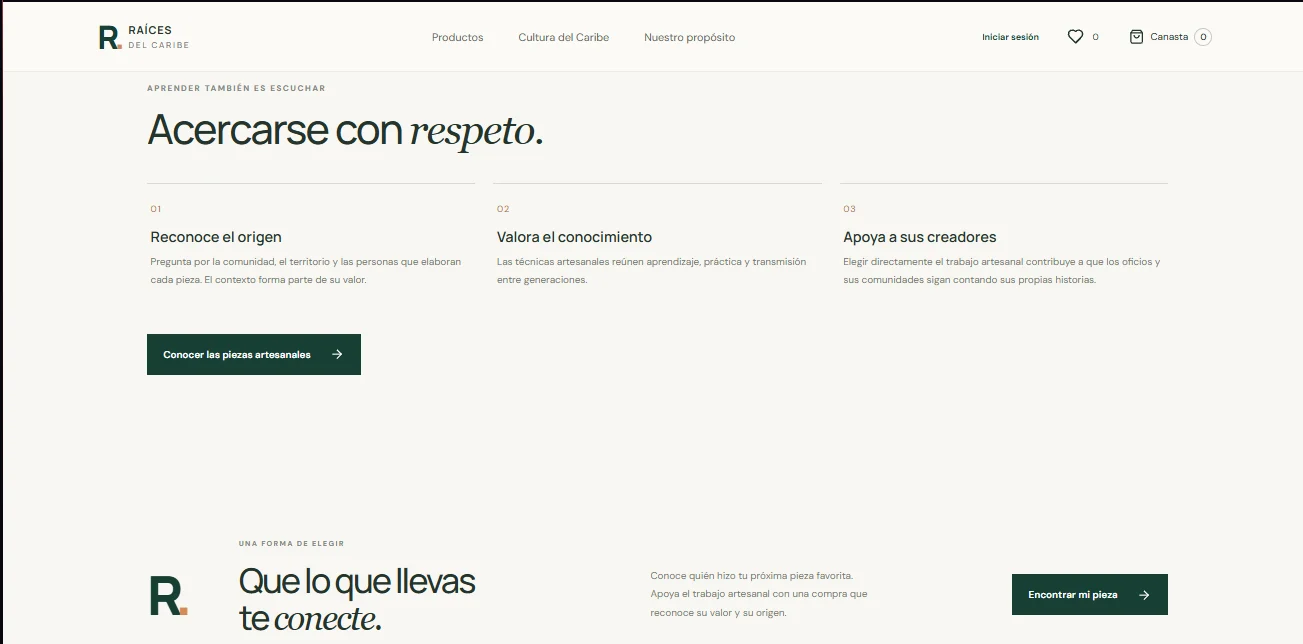 R.
RAÍCES
DEL CARIBE
Productos
Cultura del Caribe
Nuestro propósito
Iniciar sesión
0
Canasta
0
APRENDER TAMBIÉN ES ESCUCHAR
Acercarse con respeto.
01
Reconoce el origen
Pregunta por la comunidad, el territorio y las personas que elaboran
cada pieza. El contexto forma parte de su valor.
02
Valora el conocimiento
Las técnicas artesanales reúnen aprendizaje, práctica y transmisión
entre generaciones.
03
Apoya a sus creadores
Elegir directamente el trabajo artesanal contribuye a que los oficios y
sus comunidades sigan contando sus propias historias.
Conocer las piezas artesanales →
R.
UNA FORMA DE ELEGIR
Que lo que llevas
te conecte.
Conoce quién hizo tu próxima pieza favorita.
Apoya el trabajo artesanal con una compra que
reconoce su valor y su origen.
Encontrar mi pieza →